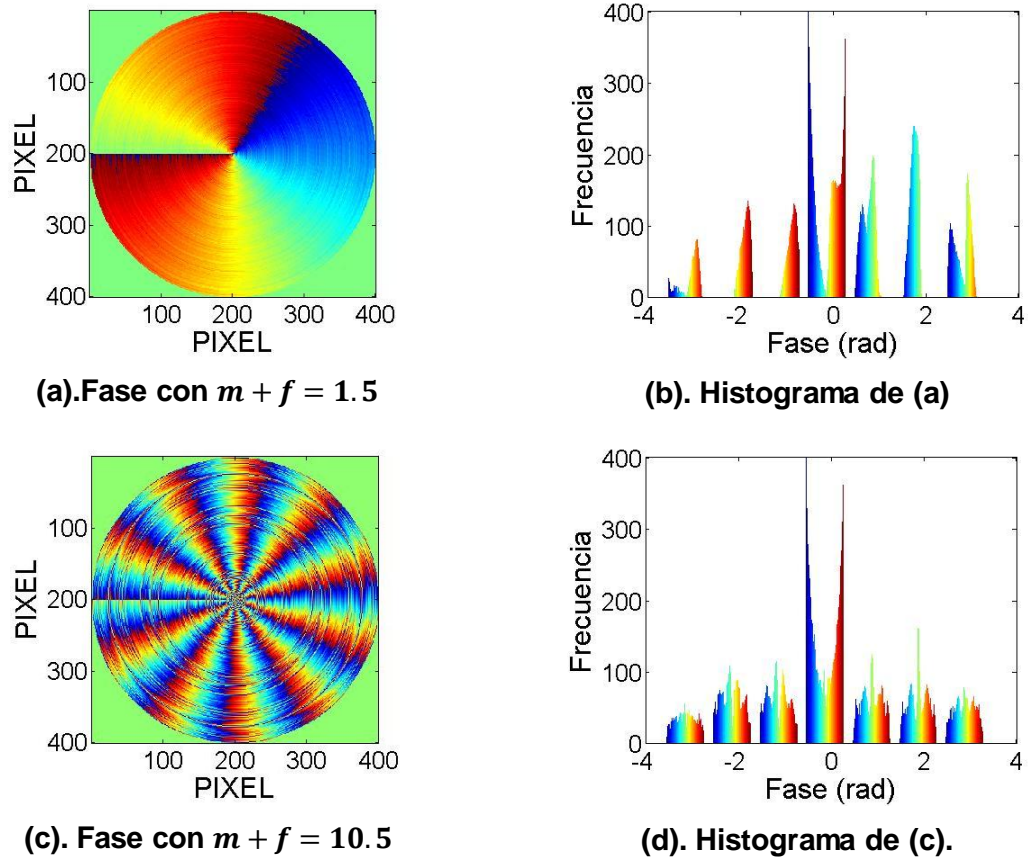 PIXEL
100
200
300
400
100 200 300 400
PIXEL
(a).Fase con m + f = 1.5
Frecuencia
400
300
200
100
0
-4 -2 0 2 4
Fase (rad)
(b). Histograma de (a)
PIXEL
100
200
300
400
100 200 300 400
PIXEL
(c). Fase con m + f = 10.5
Frecuencia
400
300
200
100
0
-4 -2 0 2 4
Fase (rad)
(d). Histograma de (c).